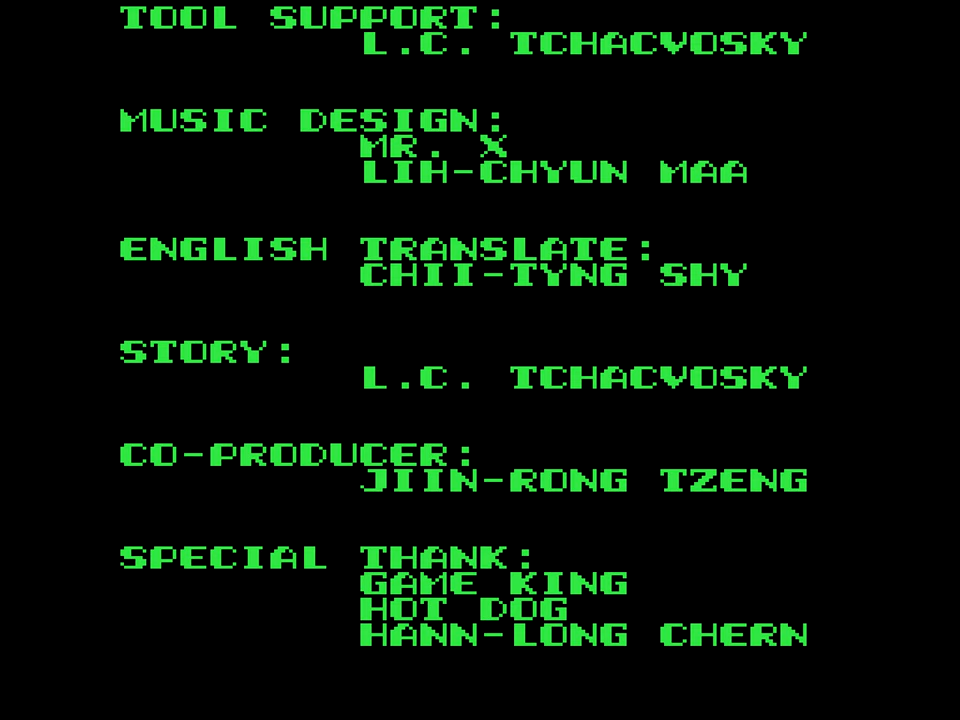 TOOL SUPPORT:
L.C. TCHACVOSKY
MUSIC DESIGN:
MR. X
LIH-CHYUN MAA
ENGLISH TRANSLATE:
CHII-TYNG SHY
STORY:
L.C. TCHACVOSKY
CO-PRODUCER:
JIIN-RONG TZENG
SPECIAL THANK:
GAME KING
HOT DOG
HANN-LONG CHERN